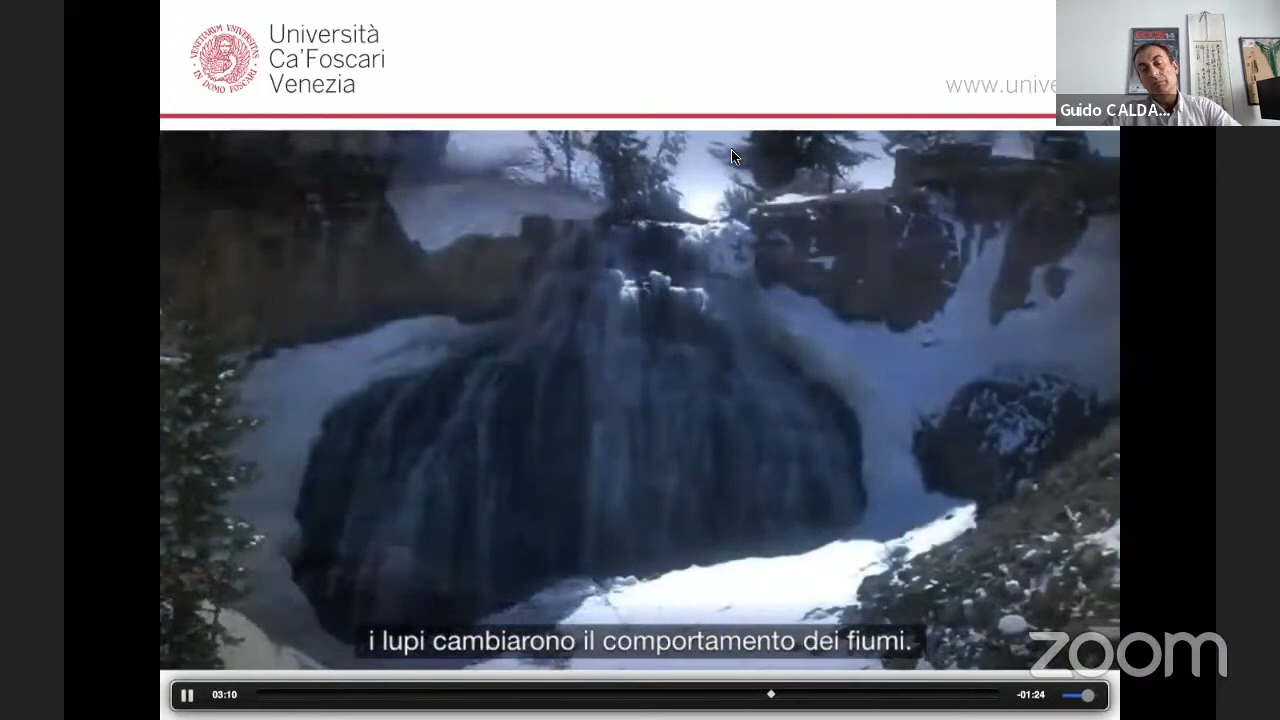 Università
Ca'Foscari
Venezia
www.unive
Guido CALDA...
i lupi cambiarono il comportamento dei fiumi.
zoom
03:10
-01:24